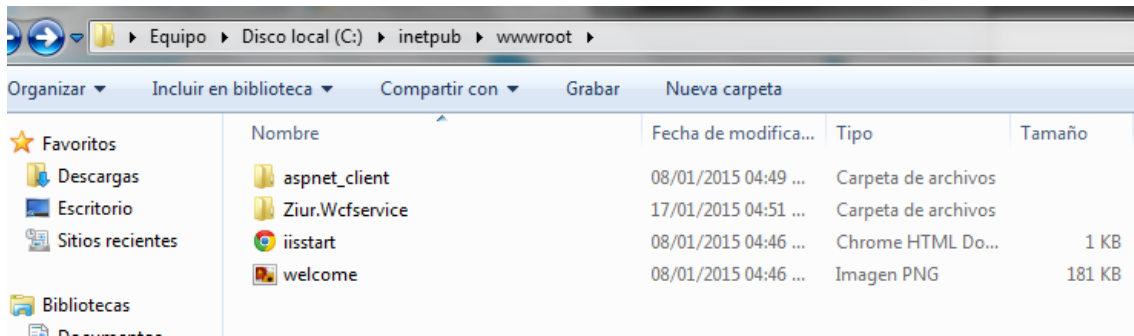 Equipo Disco local (C:) inetpub wwwroot
Organizar Incluir en biblioteca Compartir con Grabar Nueva carpeta
Nombre Fecha de modifica... Tipo Tamaño
Favoritos
Descargas
Escritorio
Sitios recientes
Bibliotecas
Documentos
aspnet_client 08/01/2015 04:49 ... Carpeta de archivos
Ziur.Wcfservice 17/01/2015 04:51 ... Carpeta de archivos
iisstart 08/01/2015 04:46 ... Chrome HTML Do... 1 KB
welcome 08/01/2015 04:46 ... Imagen PNG 181 KB